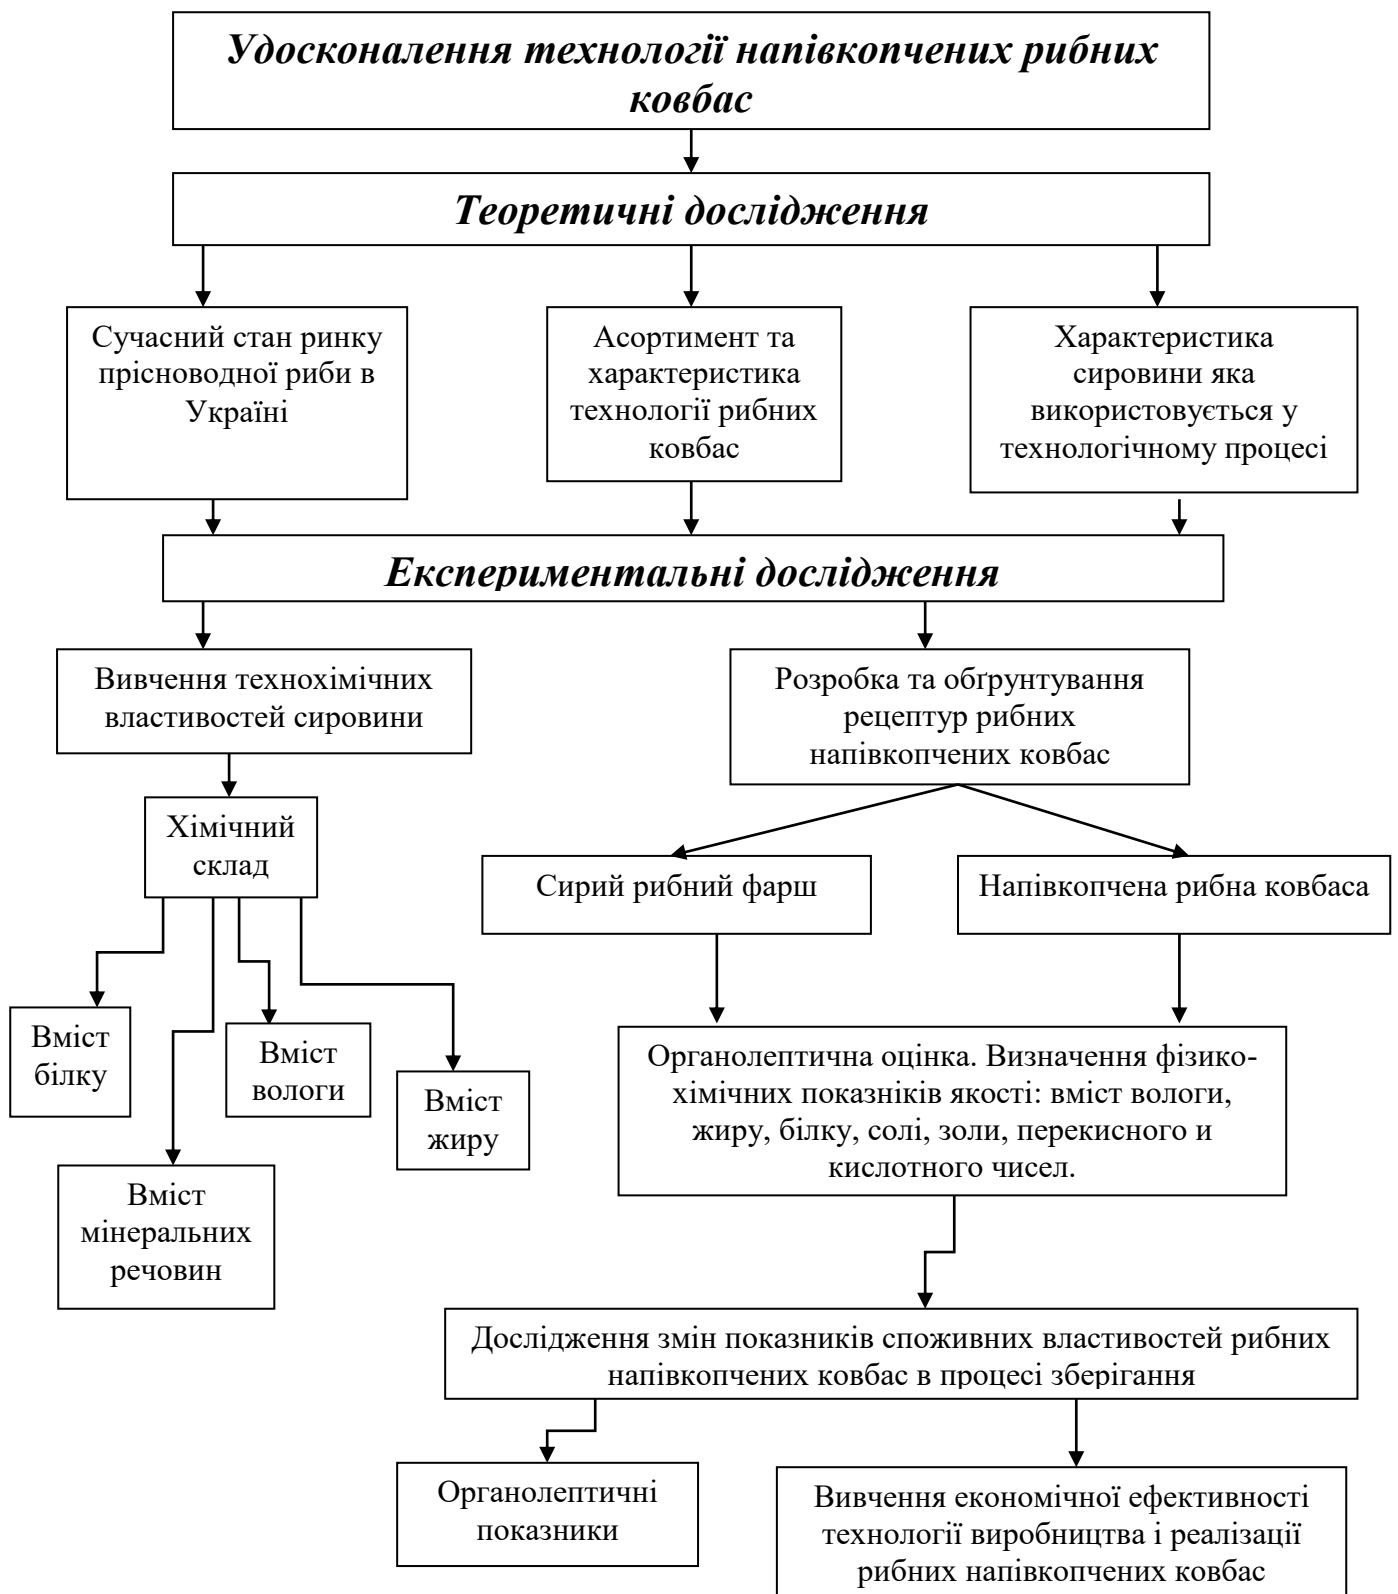 Удосконалення технології напівкопчених рибних
ковбас
Теоретичні дослідження
Сучасний стан ринку
прісноводної риби в
Україні
Асортимент та
характеристика
технології рибних
ковбас
Характеристика
сировини яка
використовується у
технологічному процесі
Експериментальні дослідження
Вивчення технохімічних
властивостей сировини
Розробка та обґрунтування
рецептур рибних
напівкопчених ковбас
Хімічний
склад
Сирий рибний фарш
Напівкопчена рибна ковбаса
Вміст
білку
Вміст
вологи
Вміст
жиру
Вміст
мінеральних
речовин
Органолептична оцінка. Визначення фізико-
хімічних показніків якості: вміст вологи,
жиру, білку, солі, золи, перекисного и
кислотного чисел.
Дослідження змін показників споживних властивостей рибних
напівкопчених ковбас в процесі зберігання
Органолептичні
показники
Вивчення економічної ефективності
технології виробництва і реалізації
рибних напівкопчених ковбас